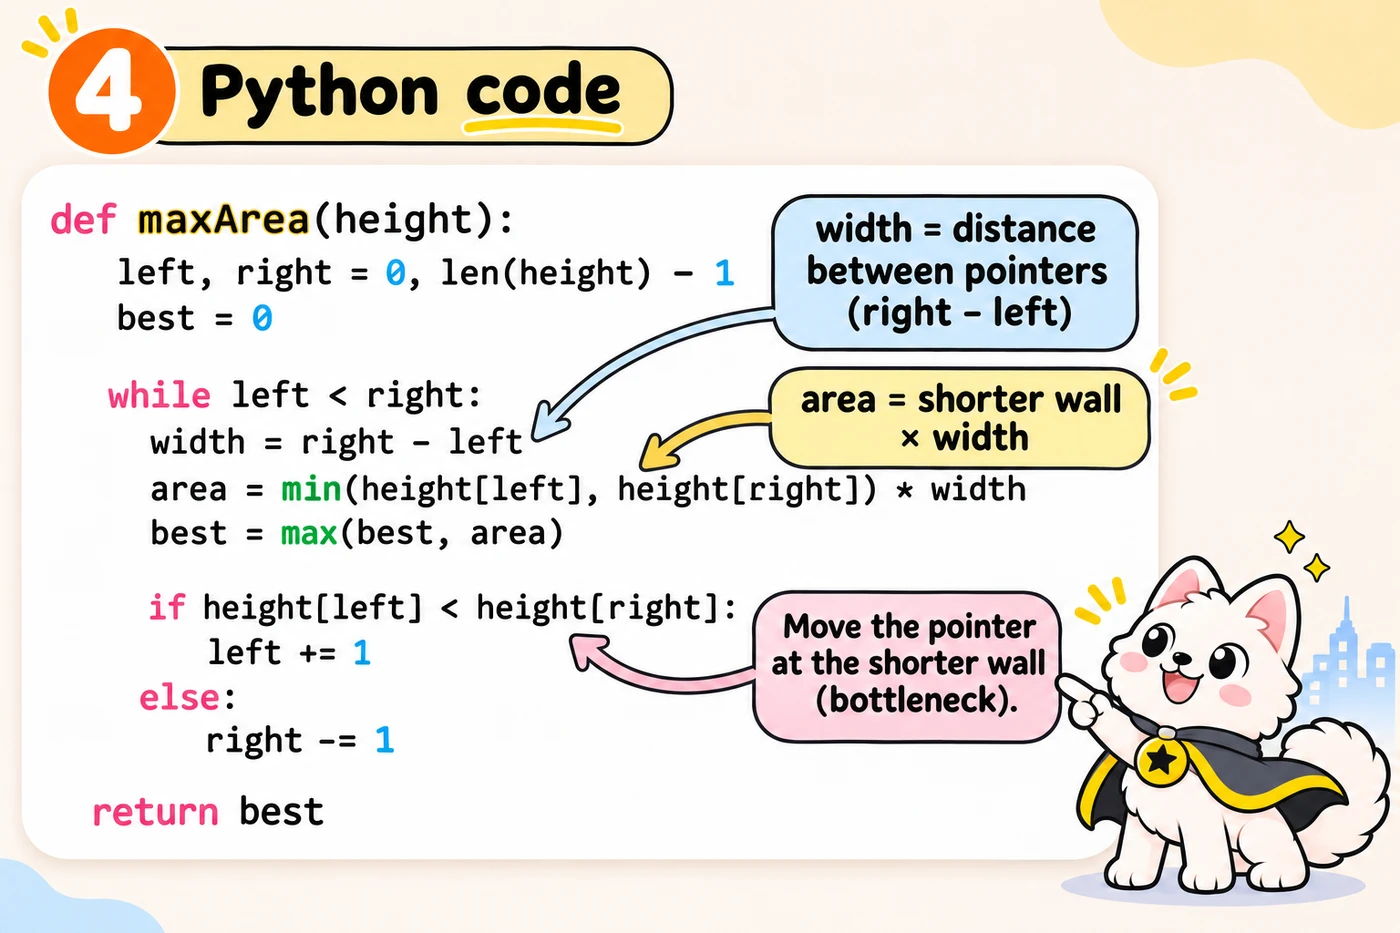 4
Python code
def maxArea(height):
left, right = 0, len(height) - 1
best = 0
while left < right:
width = right - left
area = min(height[left], height[right]) * width
best = max(best, area)
if height[left] < height[right]:
left += 1
else:
right -= 1
return best
width = distance
between pointers
(right - left)
area = shorter wall
× width
Move the pointer
at the shorter wall
(bottleneck).